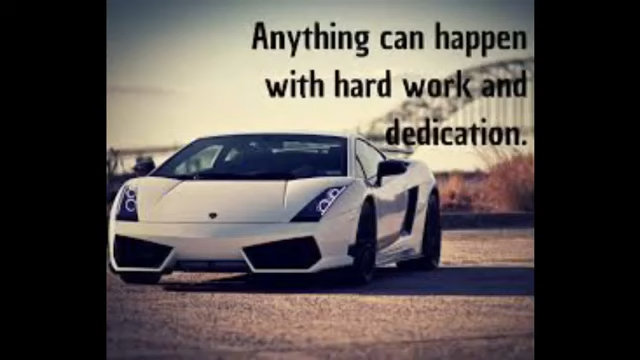 Anything can happen
with hard work and
dedication.